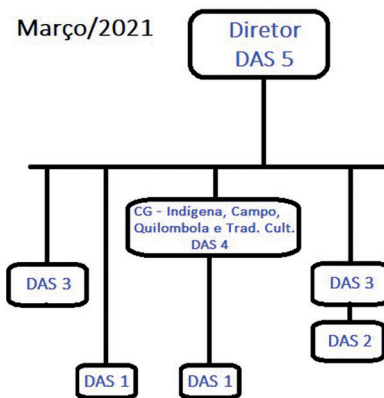 Março/2021
Diretor
DAS 5
CG - Indígena, Campo,
Quilombola e Trad. Cult.
DAS 4
DAS 3
DAS 3
DAS 2
DAS 1
DAS 1